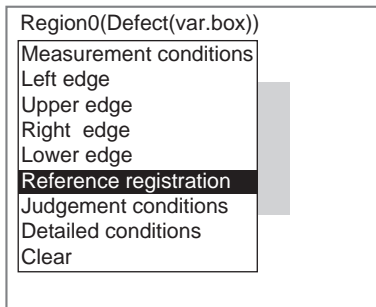 Region0(Defect(var.box))
Measurement conditions
Left edge
Upper edge
Right edge
Lower edge
Reference registration
Judgement conditions
Detailed conditions
Clear